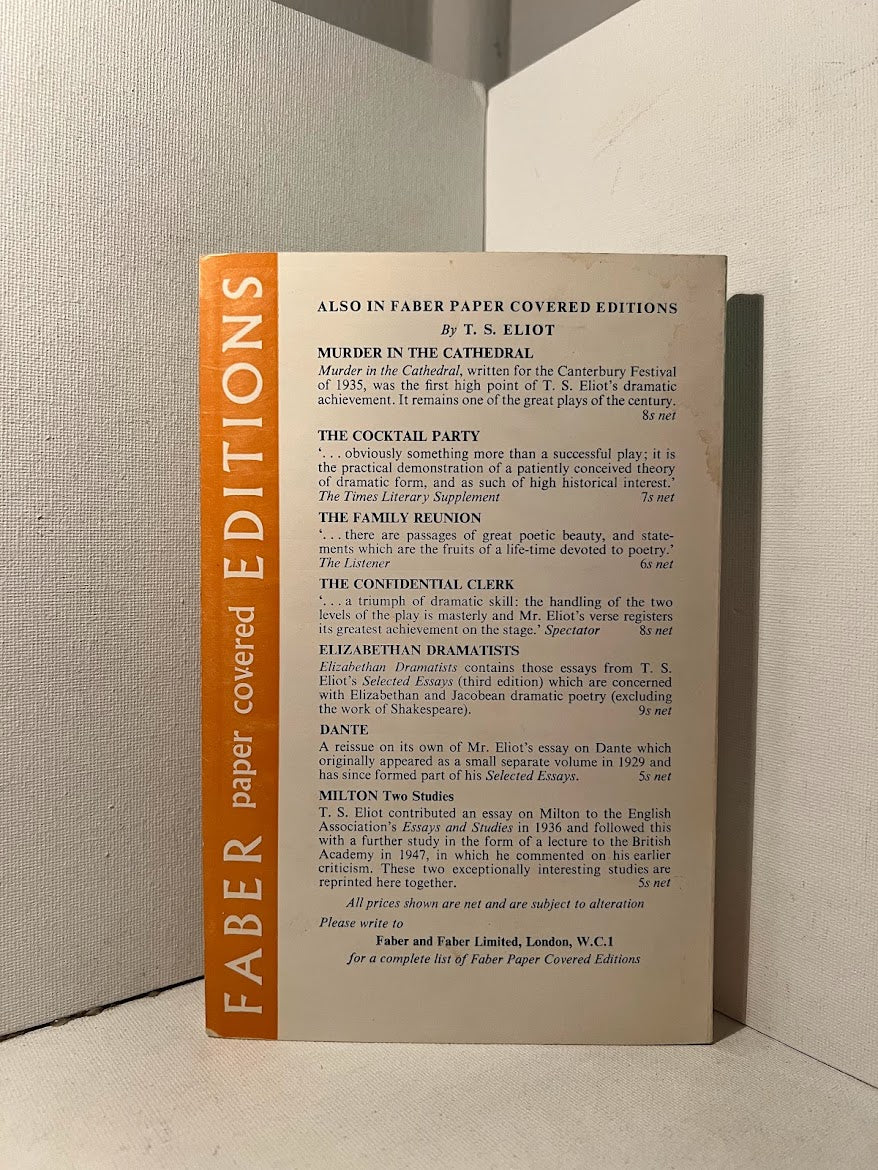 FABER paper covered EDITIONS
ALSO IN FABER PAPER COVERED EDITIONS
By T. S. ELIOT
MURDER IN THE CATHEDRAL
Murder in the Cathedral, written for the Canterbury Festival
of 1935, was the first high point of T. S. Eliot's dramatic
achievement. It remains one of the great plays of the century.
8s net
THE COCKTAIL PARTY
‘. . . obviously something more than a successful play; it is
the practical demonstration of a patiently conceived theory
of dramatic form, and as such of high historical interest.’
The Times Literary Supplement 7s net
THE FAMILY REUNION
‘. . . there are passages of great poetic beauty, and state-
ments which are the fruits of a life-time devoted to poetry.’
The Listener 6s net
THE CONFIDENTIAL CLERK
‘. . . a triumph of dramatic skill: the handling of the two
levels of the play is masterly and Mr. Eliot's verse registers
its greatest achievement on the stage.’ Spectator 8s net
ELIZABETHAN DRAMATISTS
Elizabethan Dramatists contains those essays from T. S.
Eliot's Selected Essays (third edition) which are concerned
with Elizabethan and Jacobean dramatic poetry (excluding
the work of Shakespeare). 9s net
DANTE
A reissue on its own of Mr. Eliot's essay on Dante which
originally appeared as a small separate volume in 1929 and
has since formed part of his Selected Essays. 5s net
MILTON Two Studies
T. S. Eliot contributed an essay on Milton to the English
Association's Essays and Studies in 1936 and followed this
with a further study in the form of a lecture to the British
Academy in 1947, in which he commented on his earlier
criticism. These two exceptionally interesting studies are
reprinted here together. 5s net
All prices shown are net and are subject to alteration
Please write to
Faber and Faber Limited, London, W.C.1
for a complete list of Faber Paper Covered Editions